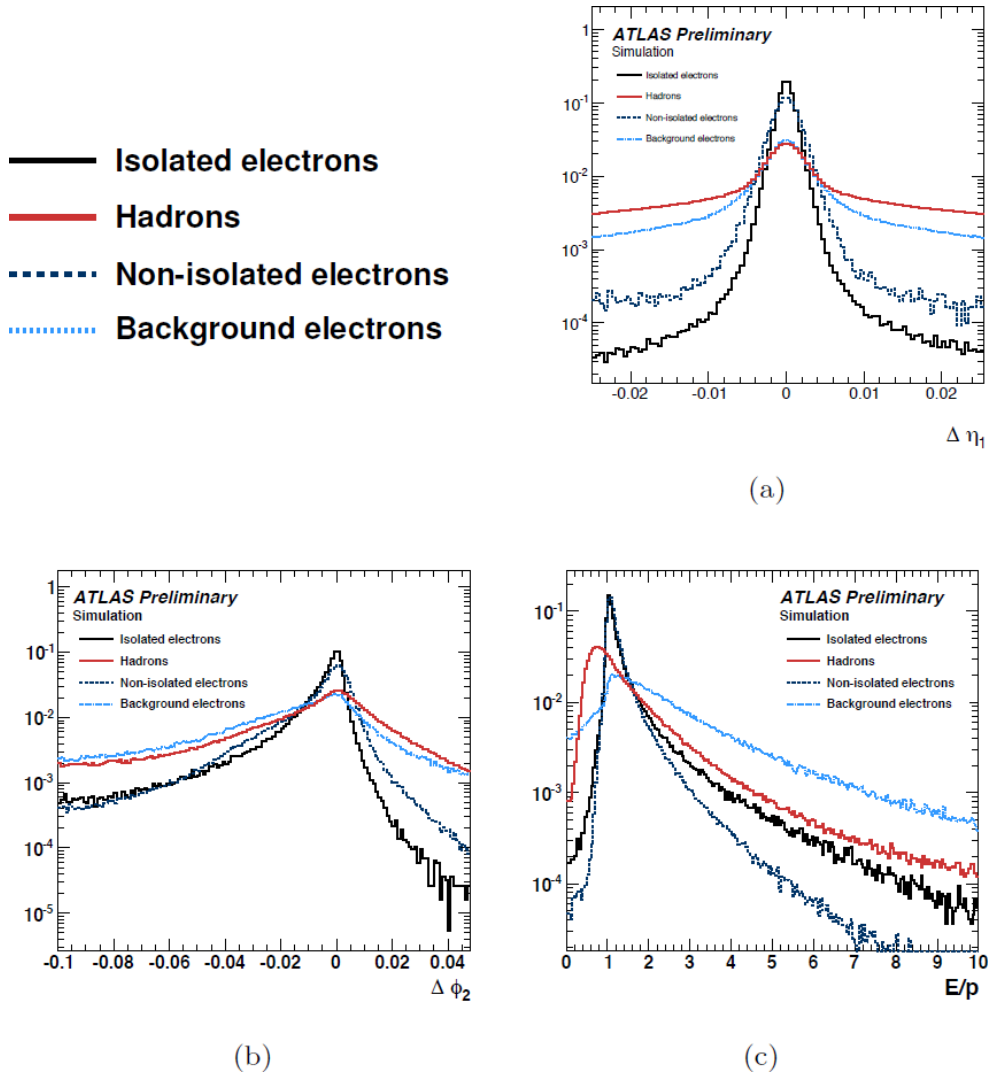 Isolated electrons
Hadrons
Non-isolated electrons
Background electrons
ATLAS Preliminary
Simulation
Isolated electrons
Hadrons
Non-isolated electrons
Background electrons
1
10-1
10-2
10-3
10-4
-0.02 -0.01 0 0.01 0.02
Δ η1
(a)
ATLAS Preliminary
Simulation
Isolated electrons
Hadrons
Non-isolated electrons
Background electrons
1
10-1
10-2
10-3
10-4
10-5
-0.1 -0.08 -0.06 -0.04 -0.02 0 0.02 0.04
Δ ϕ2
(b)
ATLAS Preliminary
Simulation
Isolated electrons
Hadrons
Non-isolated electrons
Background electrons
10-1
10-2
10-3
10-4
0 1 2 3 4 5 6 7 8 9 10
E/p
(c)